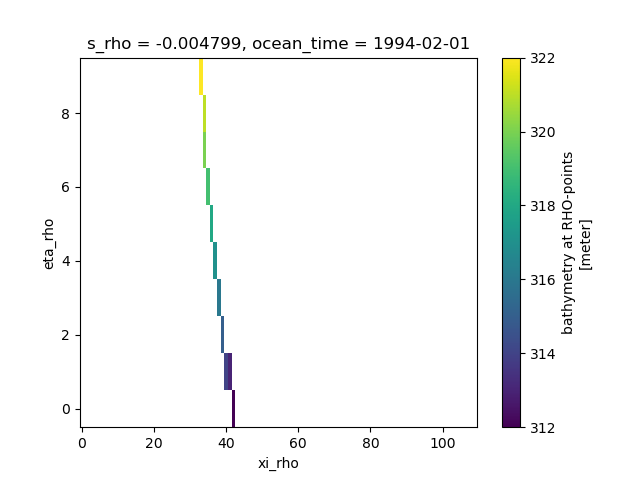 s_rho = -0.004799, ocean_time = 1994-02-01
8
6
4
2
0
eta_rho
0 20 40 60 80 100
xi_rho
322
320
318
316
314
312
bathymetry at RHO-points
[meter]